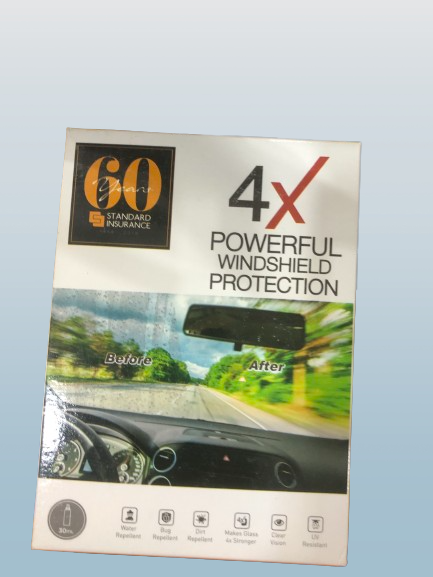 60
Years
STANDARD
INSURANCE
4X
POWERFUL
WINDSHIELD
PROTECTION
Before
After
30ml
Water
Repellent
Bug
Repellent
Dirt
Repellent
Makes Glass
4x Stronger
Clear
Vision
UV
Resistant